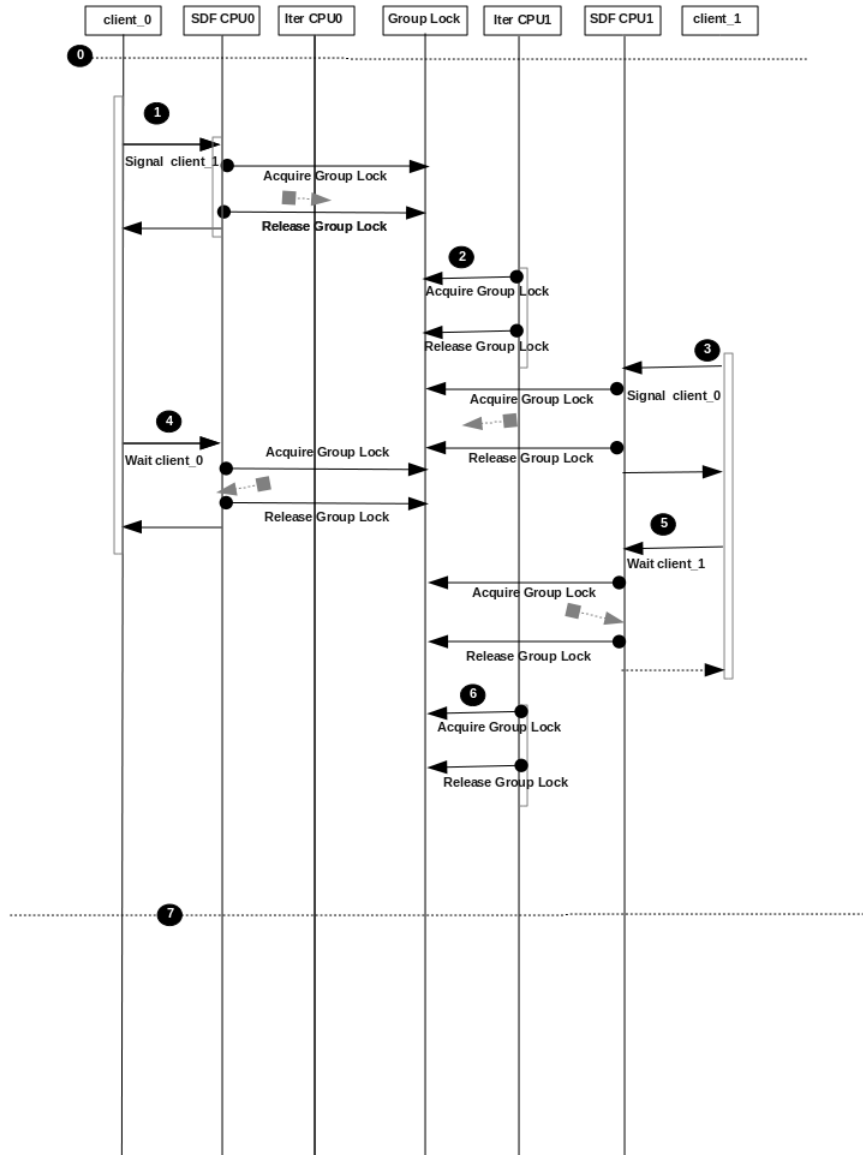 client_0
SDF CPU0
Iter CPU0
Group Lock
Iter CPU1
SDF CPU1
client_1
0
1
Signal client_1
Acquire Group Lock
Release Group Lock
2
Acquire Group Lock
Release Group Lock
3
Signal client_0
Acquire Group Lock
4
Wait client_0
Acquire Group Lock
Release Group Lock
Release Group Lock
5
Wait client_1
Acquire Group Lock
Release Group Lock
6
Acquire Group Lock
Release Group Lock
7